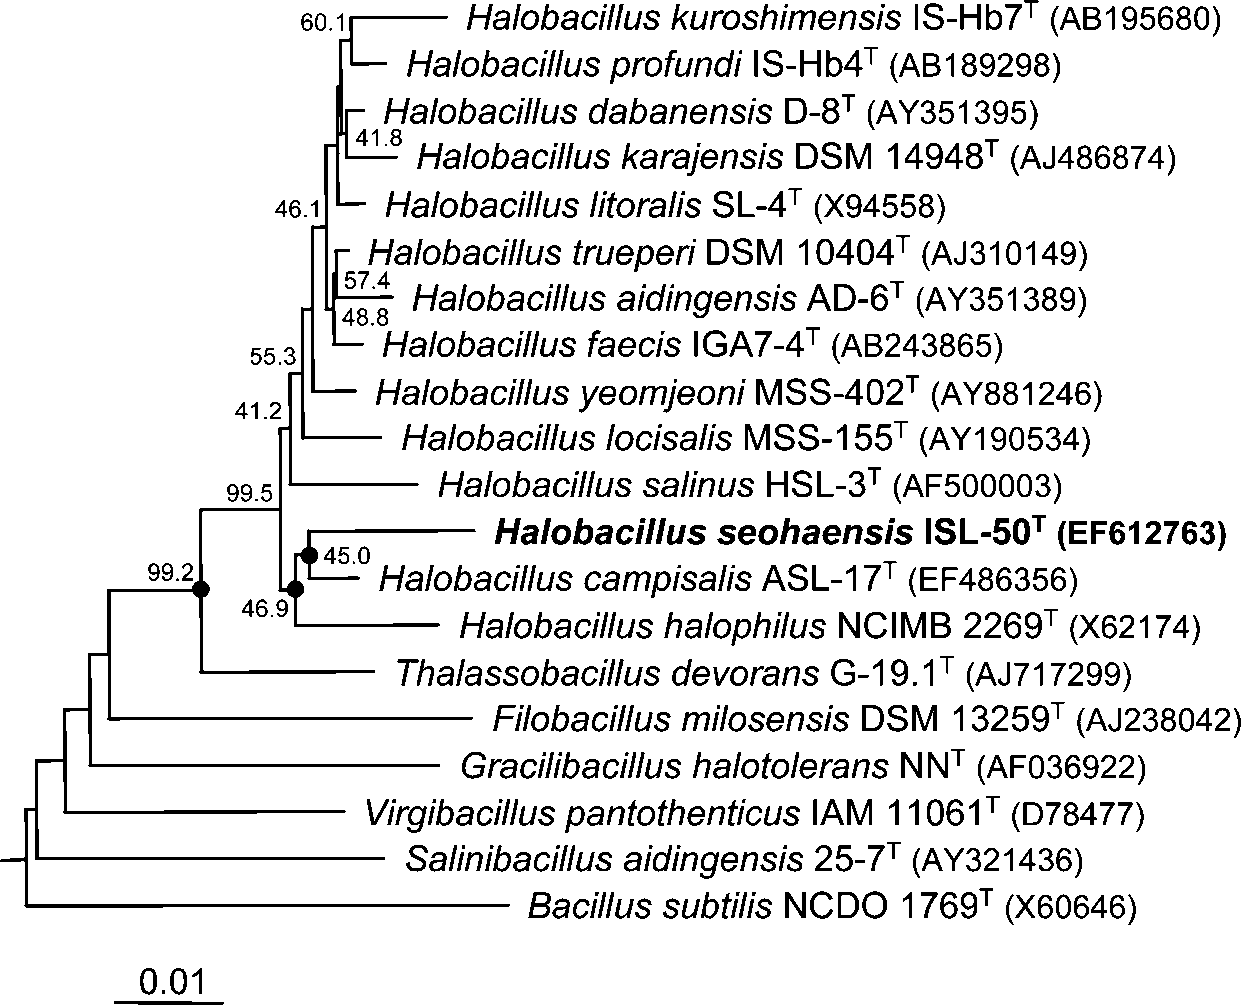 60.1 Halobacillus kuroshimensis IS-Hb7ᵀ (AB195680)
Halobacillus profundi IS-Hb4ᵀ (AB189298)
Halobacillus dabanensis D-8ᵀ (AY351395)
41.8
Halobacillus karajensis DSM 14948ᵀ (AJ486874)
Halobacillus litoralis SL-4ᵀ (X94558)
46.1
Halobacillus trueperi DSM 10404ᵀ (AJ310149)
57.4
Halobacillus aidingensis AD-6ᵀ (AY351389)
48.8
Halobacillus faecis IGA7-4ᵀ (AB243865)
55.3
Halobacillus yeomjeoni MSS-402ᵀ (AY881246)
41.2
Halobacillus locisalis MSS-155ᵀ (AY190534)
Halobacillus salinus HSL-3ᵀ (AF500003)
99.5
Halobacillus seohaensis ISL-50ᵀ (EF612763)
45.0
99.2
Halobacillus campisalis ASL-17ᵀ (EF486356)
46.9
Halobacillus halophilus NCIMB 2269ᵀ (X62174)
Thalassobacillus devorans G-19.1ᵀ (AJ717299)
Filobacillus milosensis DSM 13259ᵀ (AJ238042)
Gracilibacillus halotolerans NNᵀ (AF036922)
Virgibacillus pantothenticus IAM 11061ᵀ (D78477)
Salinibacillus aidingensis 25-7ᵀ (AY321436)
Bacillus subtilis NCDO 1769ᵀ (X60646)
0.01